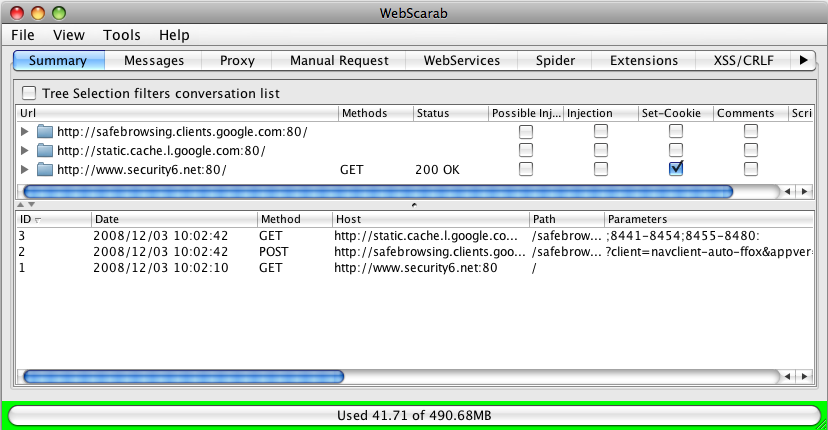 WebScarab
File View Tools Help
Summary Messages Proxy Manual Request WebServices Spider Extensions XSS/CRLF
Tree Selection filters conversation list
Url Methods Status Possible Inj... Injection Set-Cookie Comments Scri
http://safebrowsing.clients.google.com:80/
http://static.cache.l.google.com:80/
http://www.security6.net:80/ GET 200 OK
ID Date Method Host Path Parameters
3 2008/12/03 10:02:42 GET http://static.cache.l.google.co... /safebrow... ;8441-8454;8455-8480:
2 2008/12/03 10:02:42 POST http://safebrowsing.clients.goo... /safebrow... ?client=navclient-auto-ffox&appver=
1 2008/12/03 10:02:10 GET http://www.security6.net:80 /
Used 41.71 of 490.68MB